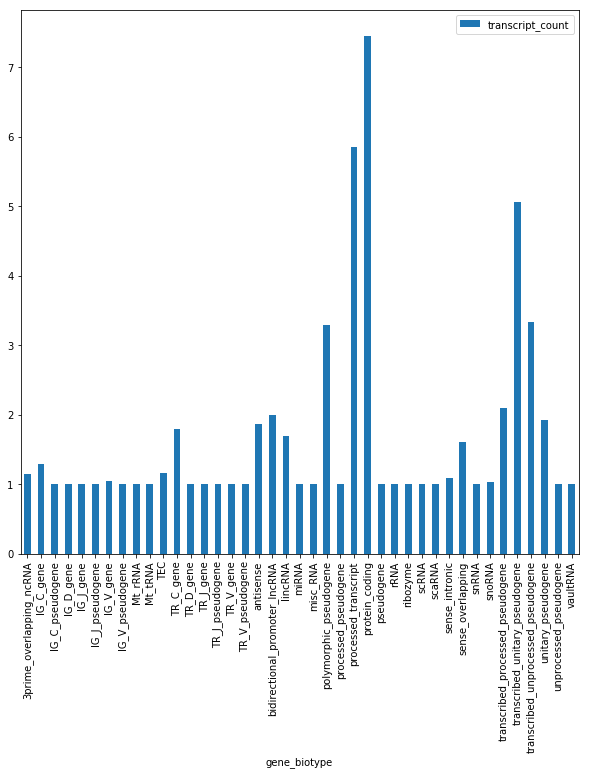 transcript_count
7
6
5
4
3
2
1
0
3prime_overlapping_ncRNA
IG_C_gene
IG_C_pseudogene
IG_D_gene
IG_J_gene
IG_J_pseudogene
IG_V_gene
IG_V_pseudogene
Mt_rRNA
Mt_tRNA
TEC
TR_C_gene
TR_D_gene
TR_J_gene
TR_J_pseudogene
TR_V_gene
TR_V_pseudogene
antisense
bidirectional_promoter_lncRNA
lincRNA
miRNA
misc_RNA
polymorphic_pseudogene
processed_pseudogene
processed_transcript
protein_coding
pseudogene
rRNA
ribozyme
scRNA
scaRNA
sense_intronic
sense_overlapping
snRNA
snoRNA
transcribed_processed_pseudogene
transcribed_unitary_pseudogene
transcribed_unprocessed_pseudogene
unitary_pseudogene
unprocessed_pseudogene
vaultRNA
gene_biotype